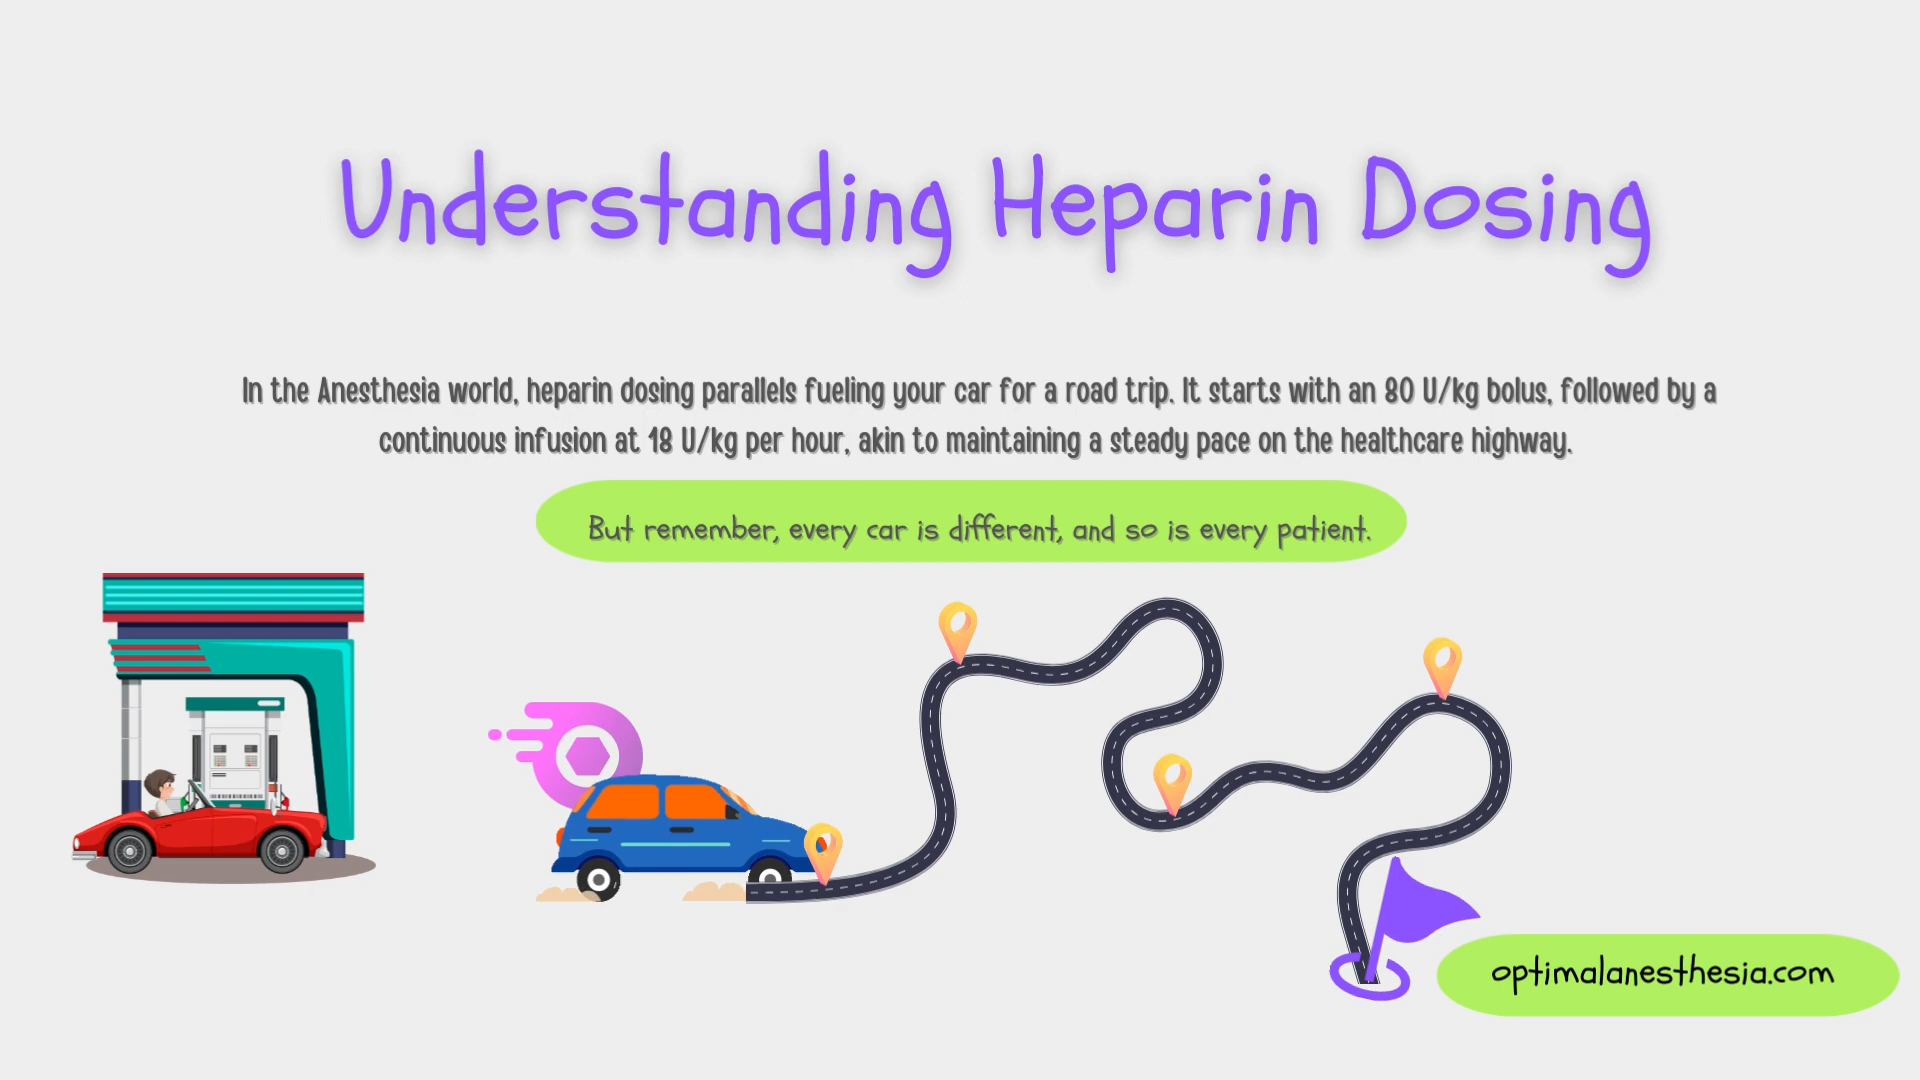 Understanding Heparin Dosing
In the Anesthesia world, heparin dosing parallels fueling your car for a road trip. It starts with an 80 U/kg bolus, followed by a
continuous infusion at 18 U/kg per hour, akin to maintaining a steady pace on the healthcare highway.
But remember, every car is different, and so is every patient.
optimalanesthesia.com